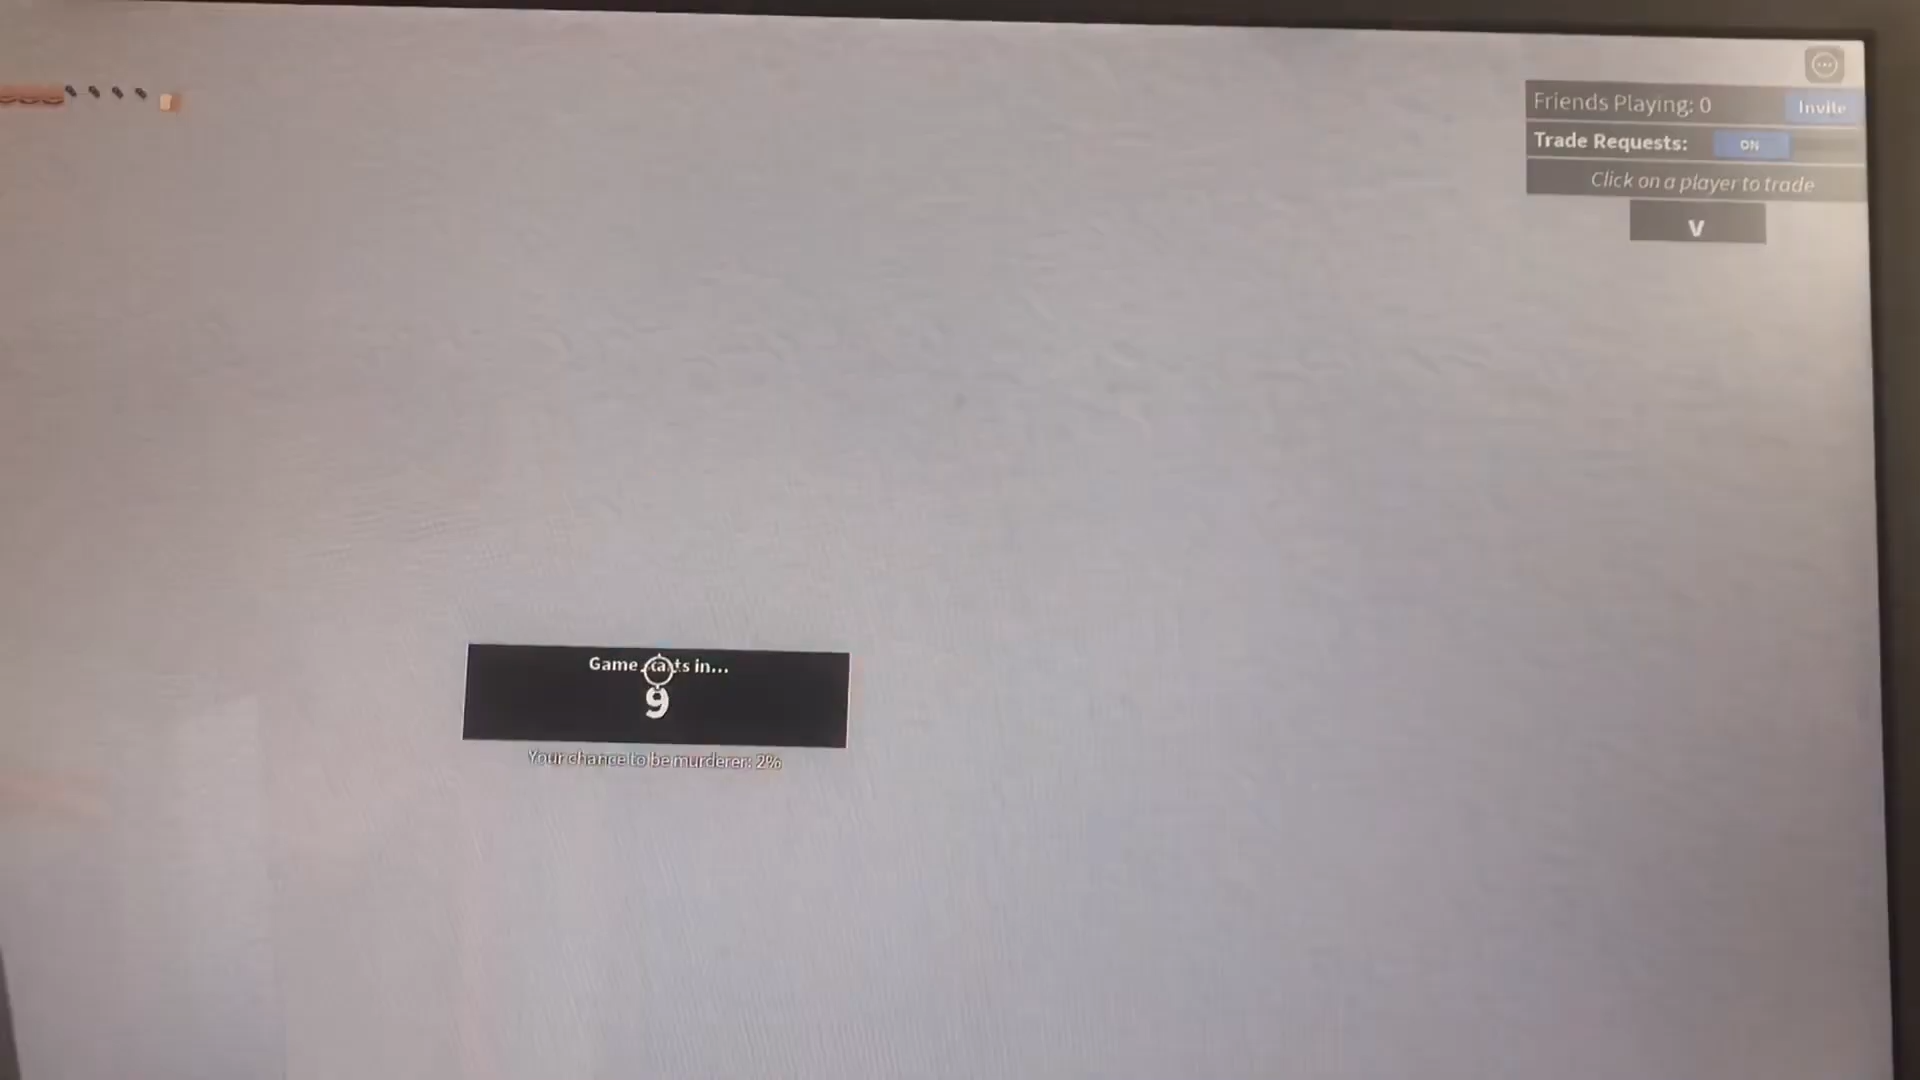 Friends Playing: 0 Invite
Trade Requests: ON
Click on a player to trade
v
Game starts in...
9
Your chance to be murderer: 2%